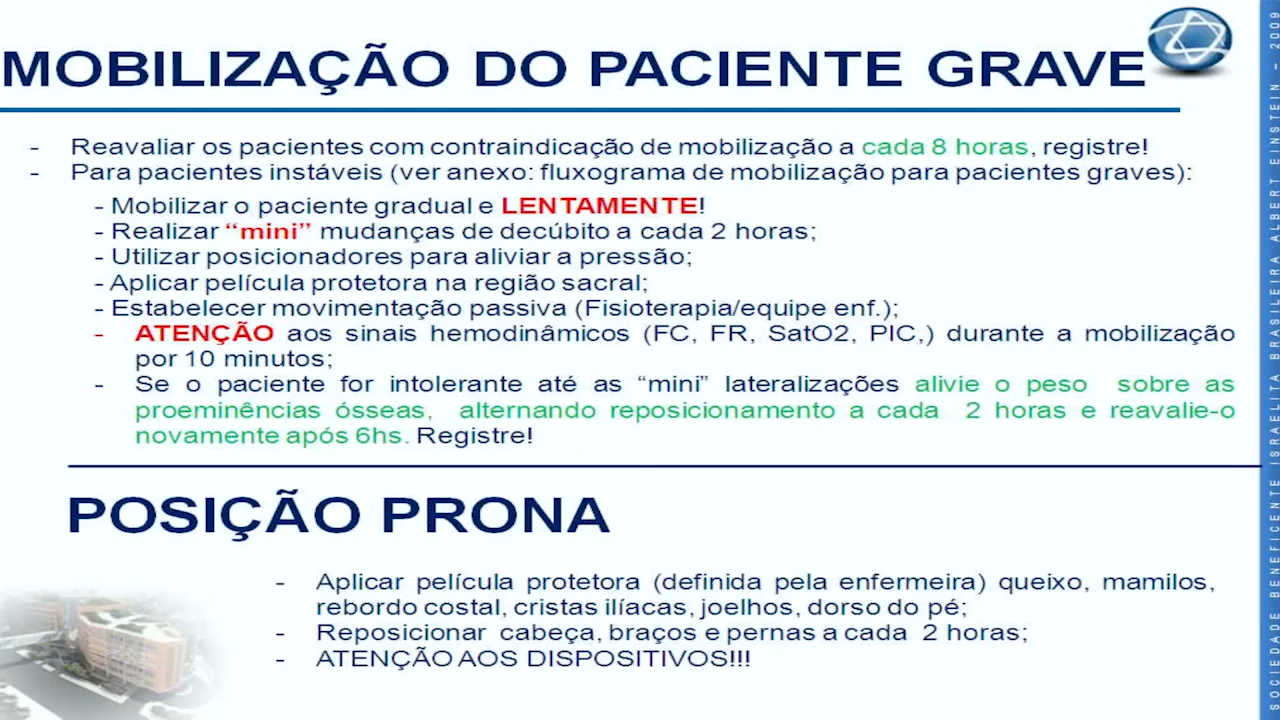 MOBILIZAÇÃO DO PACIENTE GRAVE
- Reavaliar os pacientes com contraindicação de mobilização a cada 8 horas, registre!
- Para pacientes instáveis (ver anexo: fluxograma de mobilização para pacientes graves):
- Mobilizar o paciente gradual e LENTAMENTE!
- Realizar “mini” mudanças de decúbito a cada 2 horas;
- Utilizar posicionadores para aliviar a pressão;
- Aplicar película protetora na região sacral;
- Estabelecer movimentação passiva (Fisioterapia/equipe enf.);
- ATENÇÃO aos sinais hemodinâmicos (FC, FR, SatO2, PIC,) durante a mobilização
por 10 minutos;
- Se o paciente for intolerante até as “mini” lateralizações alivie o peso sobre as
proeminências ósseas, alternando reposicionamento a cada 2 horas e reavalie-o
novamente após 6hs. Registre!
POSIÇÃO PRONA
- Aplicar película protetora (definida pela enfermeira) queixo, mamilos,
rebordo costal, cristas ilíacas, joelhos, dorso do pé;
- Reposicionar cabeça, braços e pernas a cada 2 horas;
- ATENÇÃO AOS DISPOSITIVOS!!!
SOCIEDADE BENEFICENTE ISRAELITA BRASILEIRA ALBERT EINSTEIN – 2009